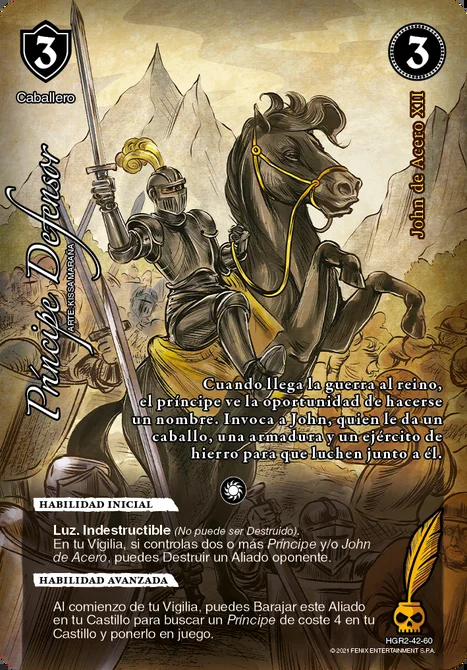 3
3
Caballero
John de Acero XII
Príncipe Defensor
ARTE: KISSA MARAÑA
Cuando llega la guerra al reino,
el príncipe ve la oportunidad de hacerse
un nombre. Invoca a John, quien le da un
caballo, una armadura y un ejército de
hierro para que luchen junto a él.
HABILIDAD INICIAL
Luz. Indestructible (No puede ser Destruido).
En tu Vigilia, si controlas dos o más Príncipe y/o John
de Acero, puedes Destruir un Aliado oponente.
HABILIDAD AVANZADA
Al comienzo de tu Vigilia, puedes Barajar este Aliado
en tu Castillo para buscar un Príncipe de coste 4 en tu
Castillo y ponerlo en juego.
HGR2-42-60
© 2021 FENIX ENTERTAINMENT S.P.A.